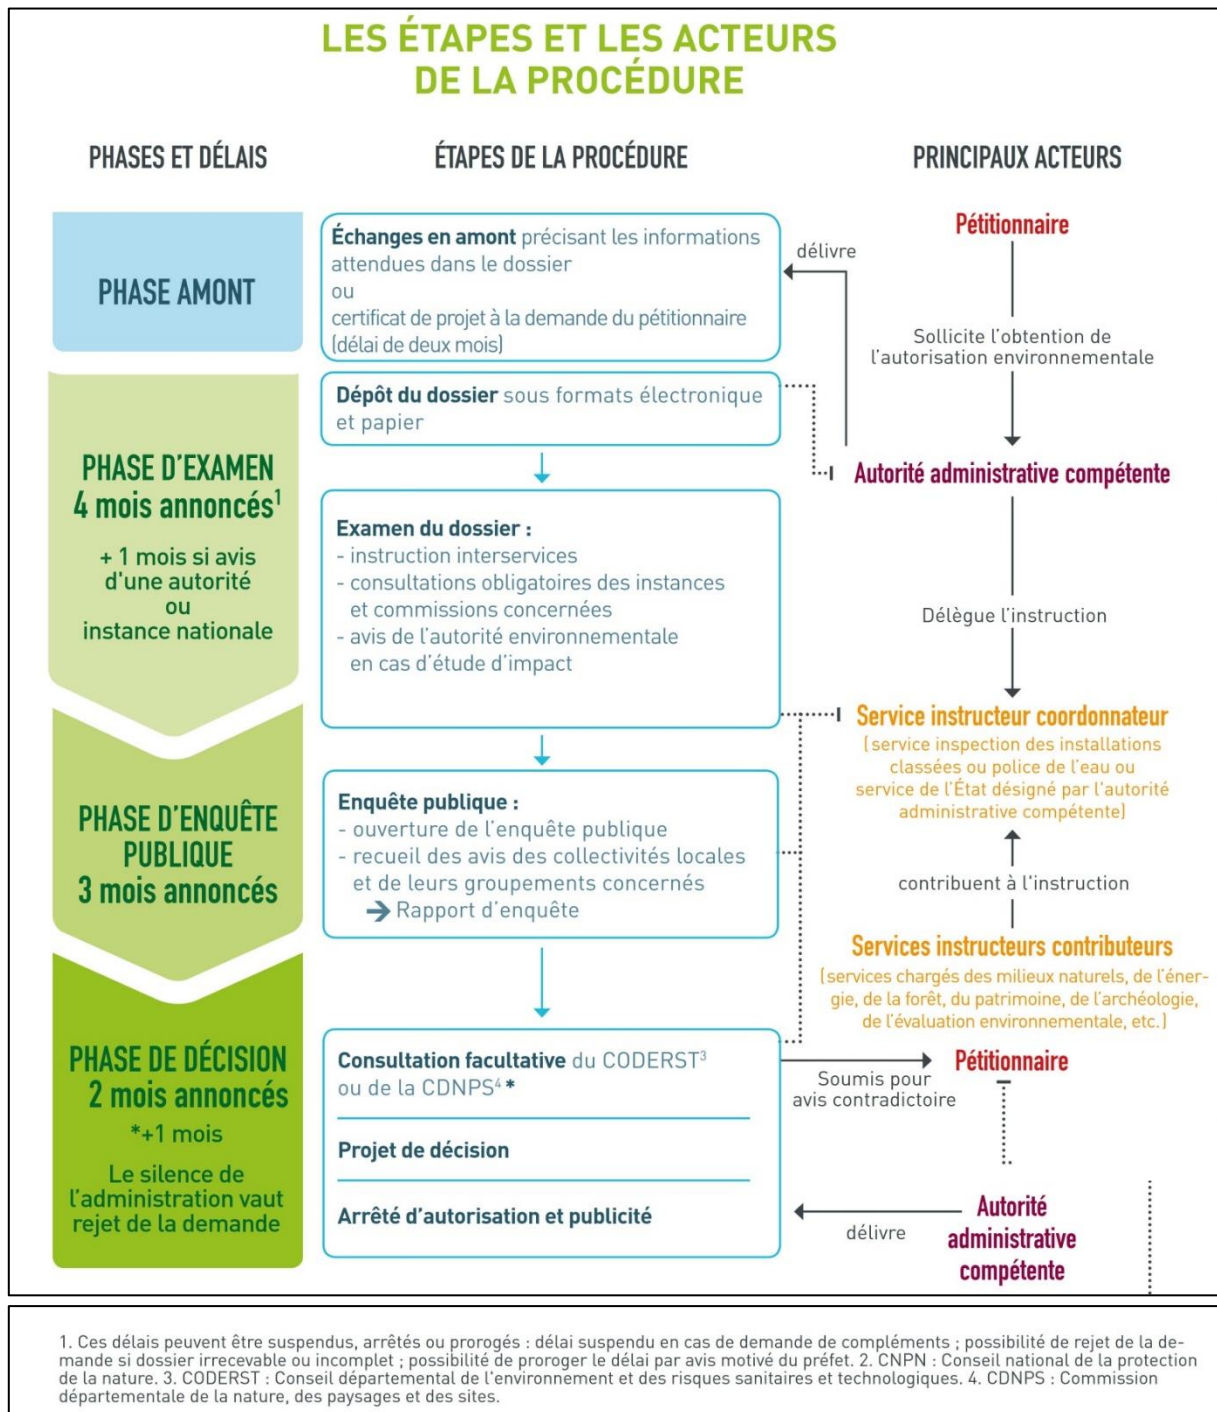 LES ÉTAPES ET LES ACTEURS
DE LA PROCÉDURE
PHASES ET DÉLAIS
ÉTAPES DE LA PROCÉDURE
PRINCIPAUX ACTEURS
PHASE AMONT
Échanges en amont précisant les informations
attendues dans le dossier
ou
certificat de projet à la demande du pétitionnaire
(délai de deux mois)
délivre
Pétitionnaire
Sollicite l'obtention de
l'autorisation environnementale
PHASE D'EXAMEN
4 mois annoncés1
+ 1 mois si avis
d'une autorité
ou
instance nationale
Dépôt du dossier sous formats électronique
et papier
Autorité administrative compétente
Examen du dossier :
- instruction interservices
- consultations obligatoires des instances
et commissions concernées
- avis de l'autorité environnementale
en cas d'étude d'impact
Délègue l'instruction
Service instructeur coordonnateur
(service inspection des installations
classées ou police de l'eau ou
service de l'État désigné par l'autorité
administrative compétente)
PHASE D'ENQUÊTE
PUBLIQUE
3 mois annoncés
Enquête publique :
- ouverture de l'enquête publique
- recueil des avis des collectivités locales
et de leurs groupements concernés
➔ Rapport d'enquête
contribuent à l'instruction
Services instructeurs contributeurs
(services chargés des milieux naturels, de l'éner-
gie, de la forêt, du patrimoine, de l'archéologie,
de l'évaluation environnementale, etc.)
PHASE DE DÉCISION
2 mois annoncés
*+1 mois
Le silence de
l'administration vaut
rejet de la demande
Consultation facultative du CODERST3
ou de la CDNPS4 *
Projet de décision
Arrêté d'autorisation et publicité
Soumis pour
avis contradictoire
Pétitionnaire
délivre
Autorité
administrative
compétente
1. Ces délais peuvent être suspendus, arrêtés ou prorogés : délai suspendu en cas de demande de compléments ; possibilité de rejet de la de-
mande si dossier irrecevable ou incomplet ; possibilité de proroger le délai par avis motivé du préfet. 2. CNPN : Conseil national de la protection
de la nature. 3. CODERST : Conseil départemental de l'environnement et des risques sanitaires et technologiques. 4. CDNPS : Commission
départementale de la nature, des paysages et des sites.